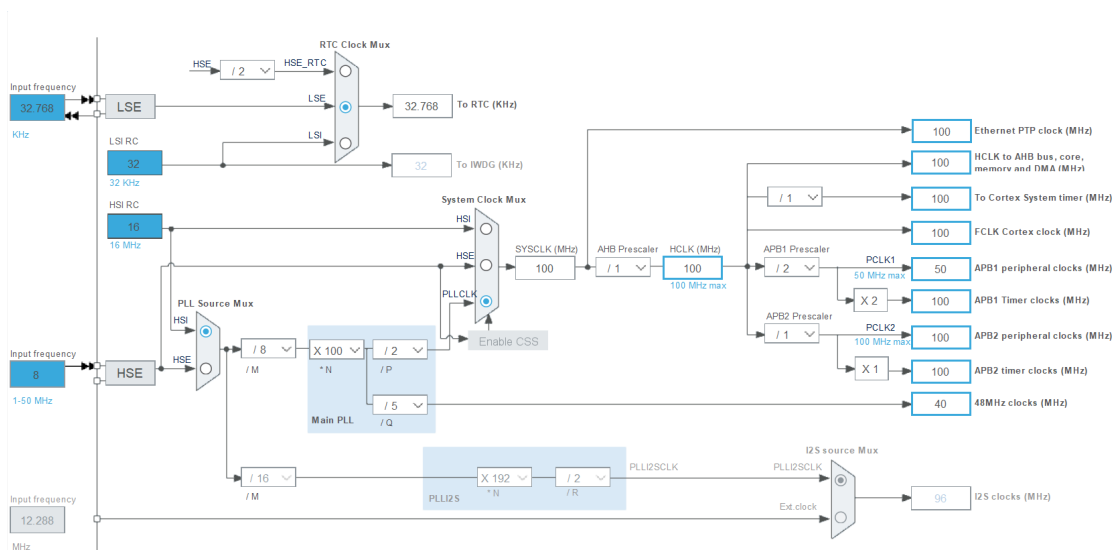 RTC Clock Mux
HSE
/ 2
HSE_RTC
Input frequency
32.768
KHz
LSE
LSE
32.768
To RTC (KHz)
LSI RC
32
32 KHz
LSI
32
To IWDG (KHz)
HSI RC
16
16 MHz
System Clock Mux
HSI
HSE
PLLCLK
SYSCLK (MHz)
100
AHB Prescaler
/ 1
HCLK (MHz)
100
100 MHz max
100
Ethernet PTP clock (MHz)
100
HCLK to AHB bus, core,
memory and DMA (MHz)
/ 1
100
To Cortex System timer (MHz)
100
FCLK Cortex clock (MHz)
APB1 Prescaler
/ 2
PCLK1
50 MHz max
50
APB1 peripheral clocks (MHz)
X 2
100
APB1 Timer clocks (MHz)
APB2 Prescaler
/ 1
PCLK2
100 MHz max
100
APB2 peripheral clocks (MHz)
X 1
100
APB2 timer clocks (MHz)
Enable CSS
PLL Source Mux
HSI
HSE
Input frequency
8
1-50 MHz
HSE
/ 8
/ M
X 100
* N
/ 2
/ P
/ 5
/ Q
Main PLL
40
48MHz clocks (MHz)
/ 16
/ M
PLLI2S
X 192
* N
/ 2
/ R
PLLI2SCLK
PLLI2SCLK
I2S source Mux
Ext.clock
96
I2S clocks (MHz)
Input frequency
12.288
MHz